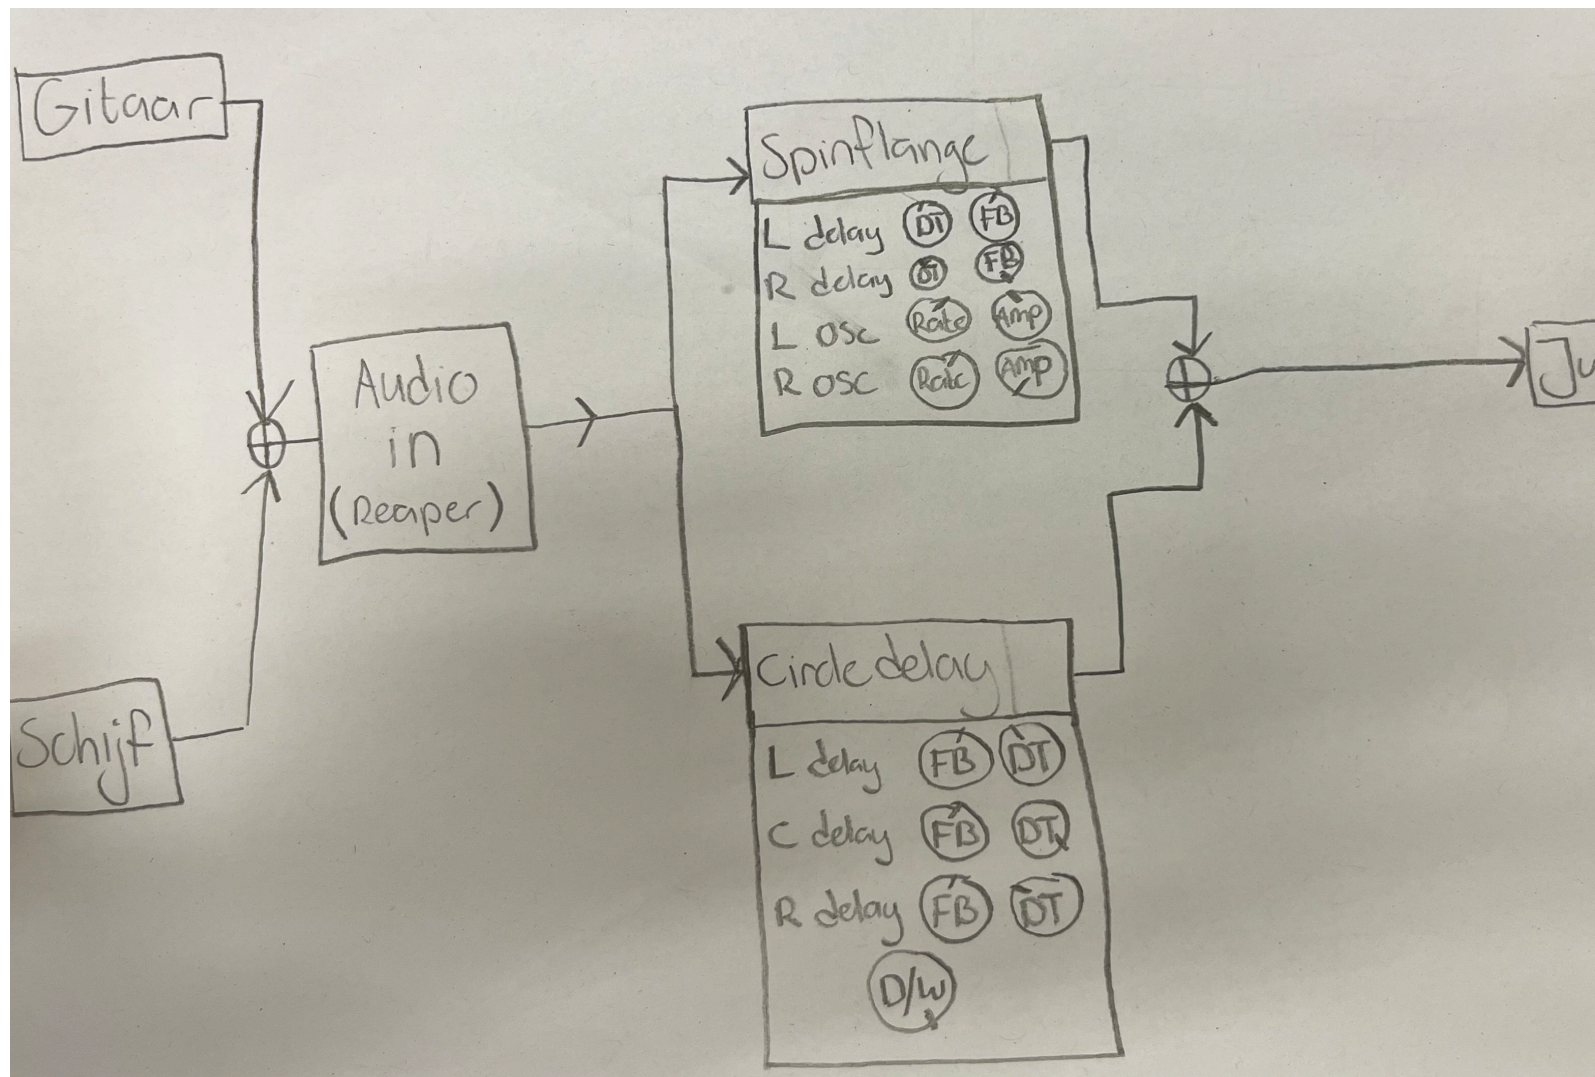 Gitaar
Audio
in
(Reaper)
Schijf
Spinflange
L delay DT FB
R delay DT FB
L osc Rate Amp
R osc Rate Amp
Circle delay
L delay FB DT
C delay FB DT
R delay FB DT
D/W
Ju